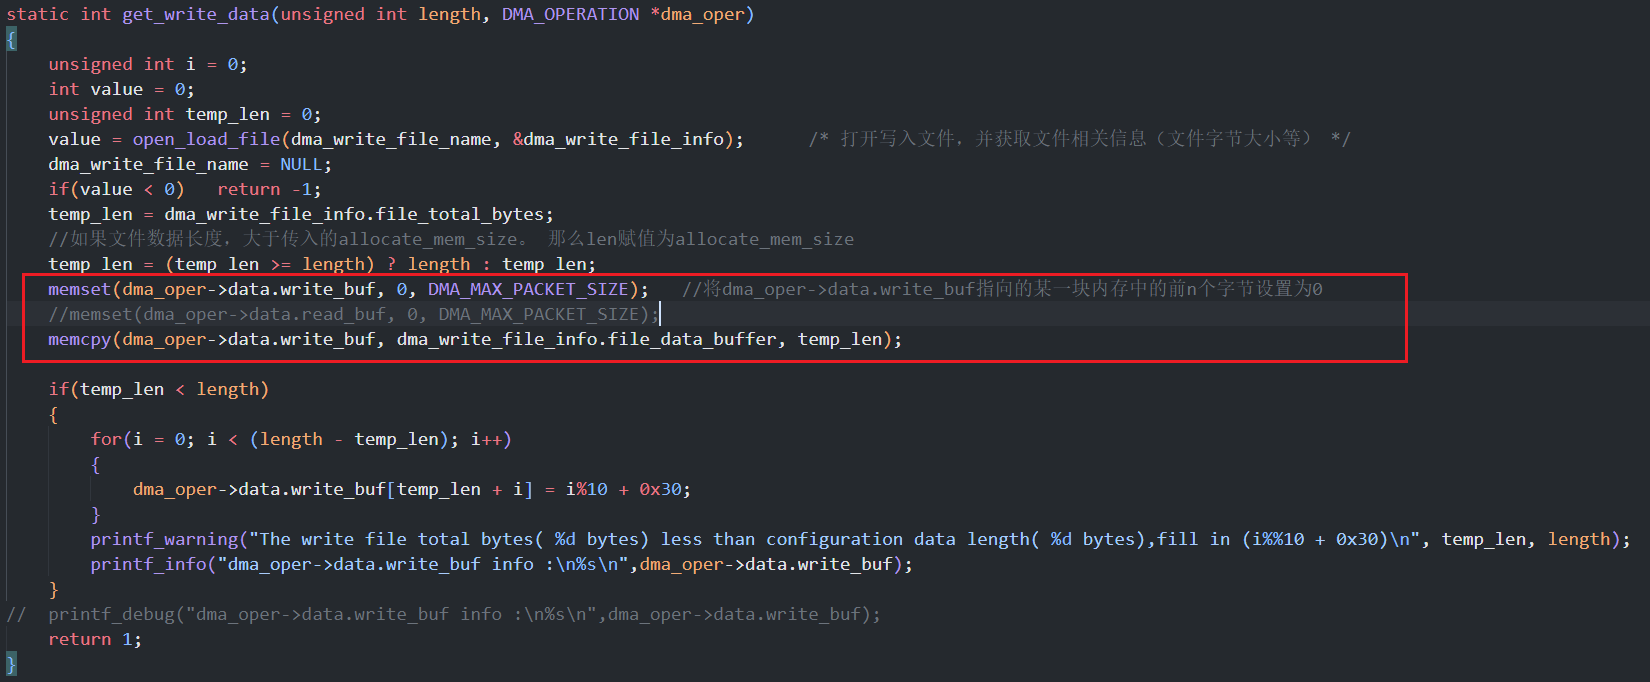 static int get_write_data(unsigned int length, DMA_OPERATION *dma_oper)
{
    unsigned int i = 0;
    int value = 0;
    unsigned int temp_len = 0;
    value = open_load_file(dma_write_file_name, &dma_write_file_info);      /* 打开写入文件，并获取文件相关信息（文件字节大小等） */
    dma_write_file_name = NULL;
    if(value < 0)   return -1;
    temp_len = dma_write_file_info.file_total_bytes;
    //如果文件数据长度，大于传入的allocate_mem_size。 那么len赋值为allocate_mem_size
    temp_len = (temp_len >= length) ? length : temp_len;
    memset(dma_oper->data.write_buf, 0, DMA_MAX_PACKET_SIZE);   //将dma_oper->data.write_buf指向的某一块内存中的前n个字节设置为0
    //memset(dma_oper->data.read_buf, 0, DMA_MAX_PACKET_SIZE);
    memcpy(dma_oper->data.write_buf, dma_write_file_info.file_data_buffer, temp_len);
    if(temp_len < length)
    {
        for(i = 0; i < (length - temp_len); i++)
        {
            dma_oper->data.write_buf[temp_len + i] = i%10 + 0x30;
        }
        printf_warning("The write file total bytes( %d bytes) less than configuration data length( %d bytes),fill in (i%%10 + 0x30)\n", temp_len, length);
        printf_info("dma_oper->data.write_buf info :\n%s\n",dma_oper->data.write_buf);
    }
//  printf_debug("dma_oper->data.write_buf info :\n%s\n",dma_oper->data.write_buf);
    return 1;
}